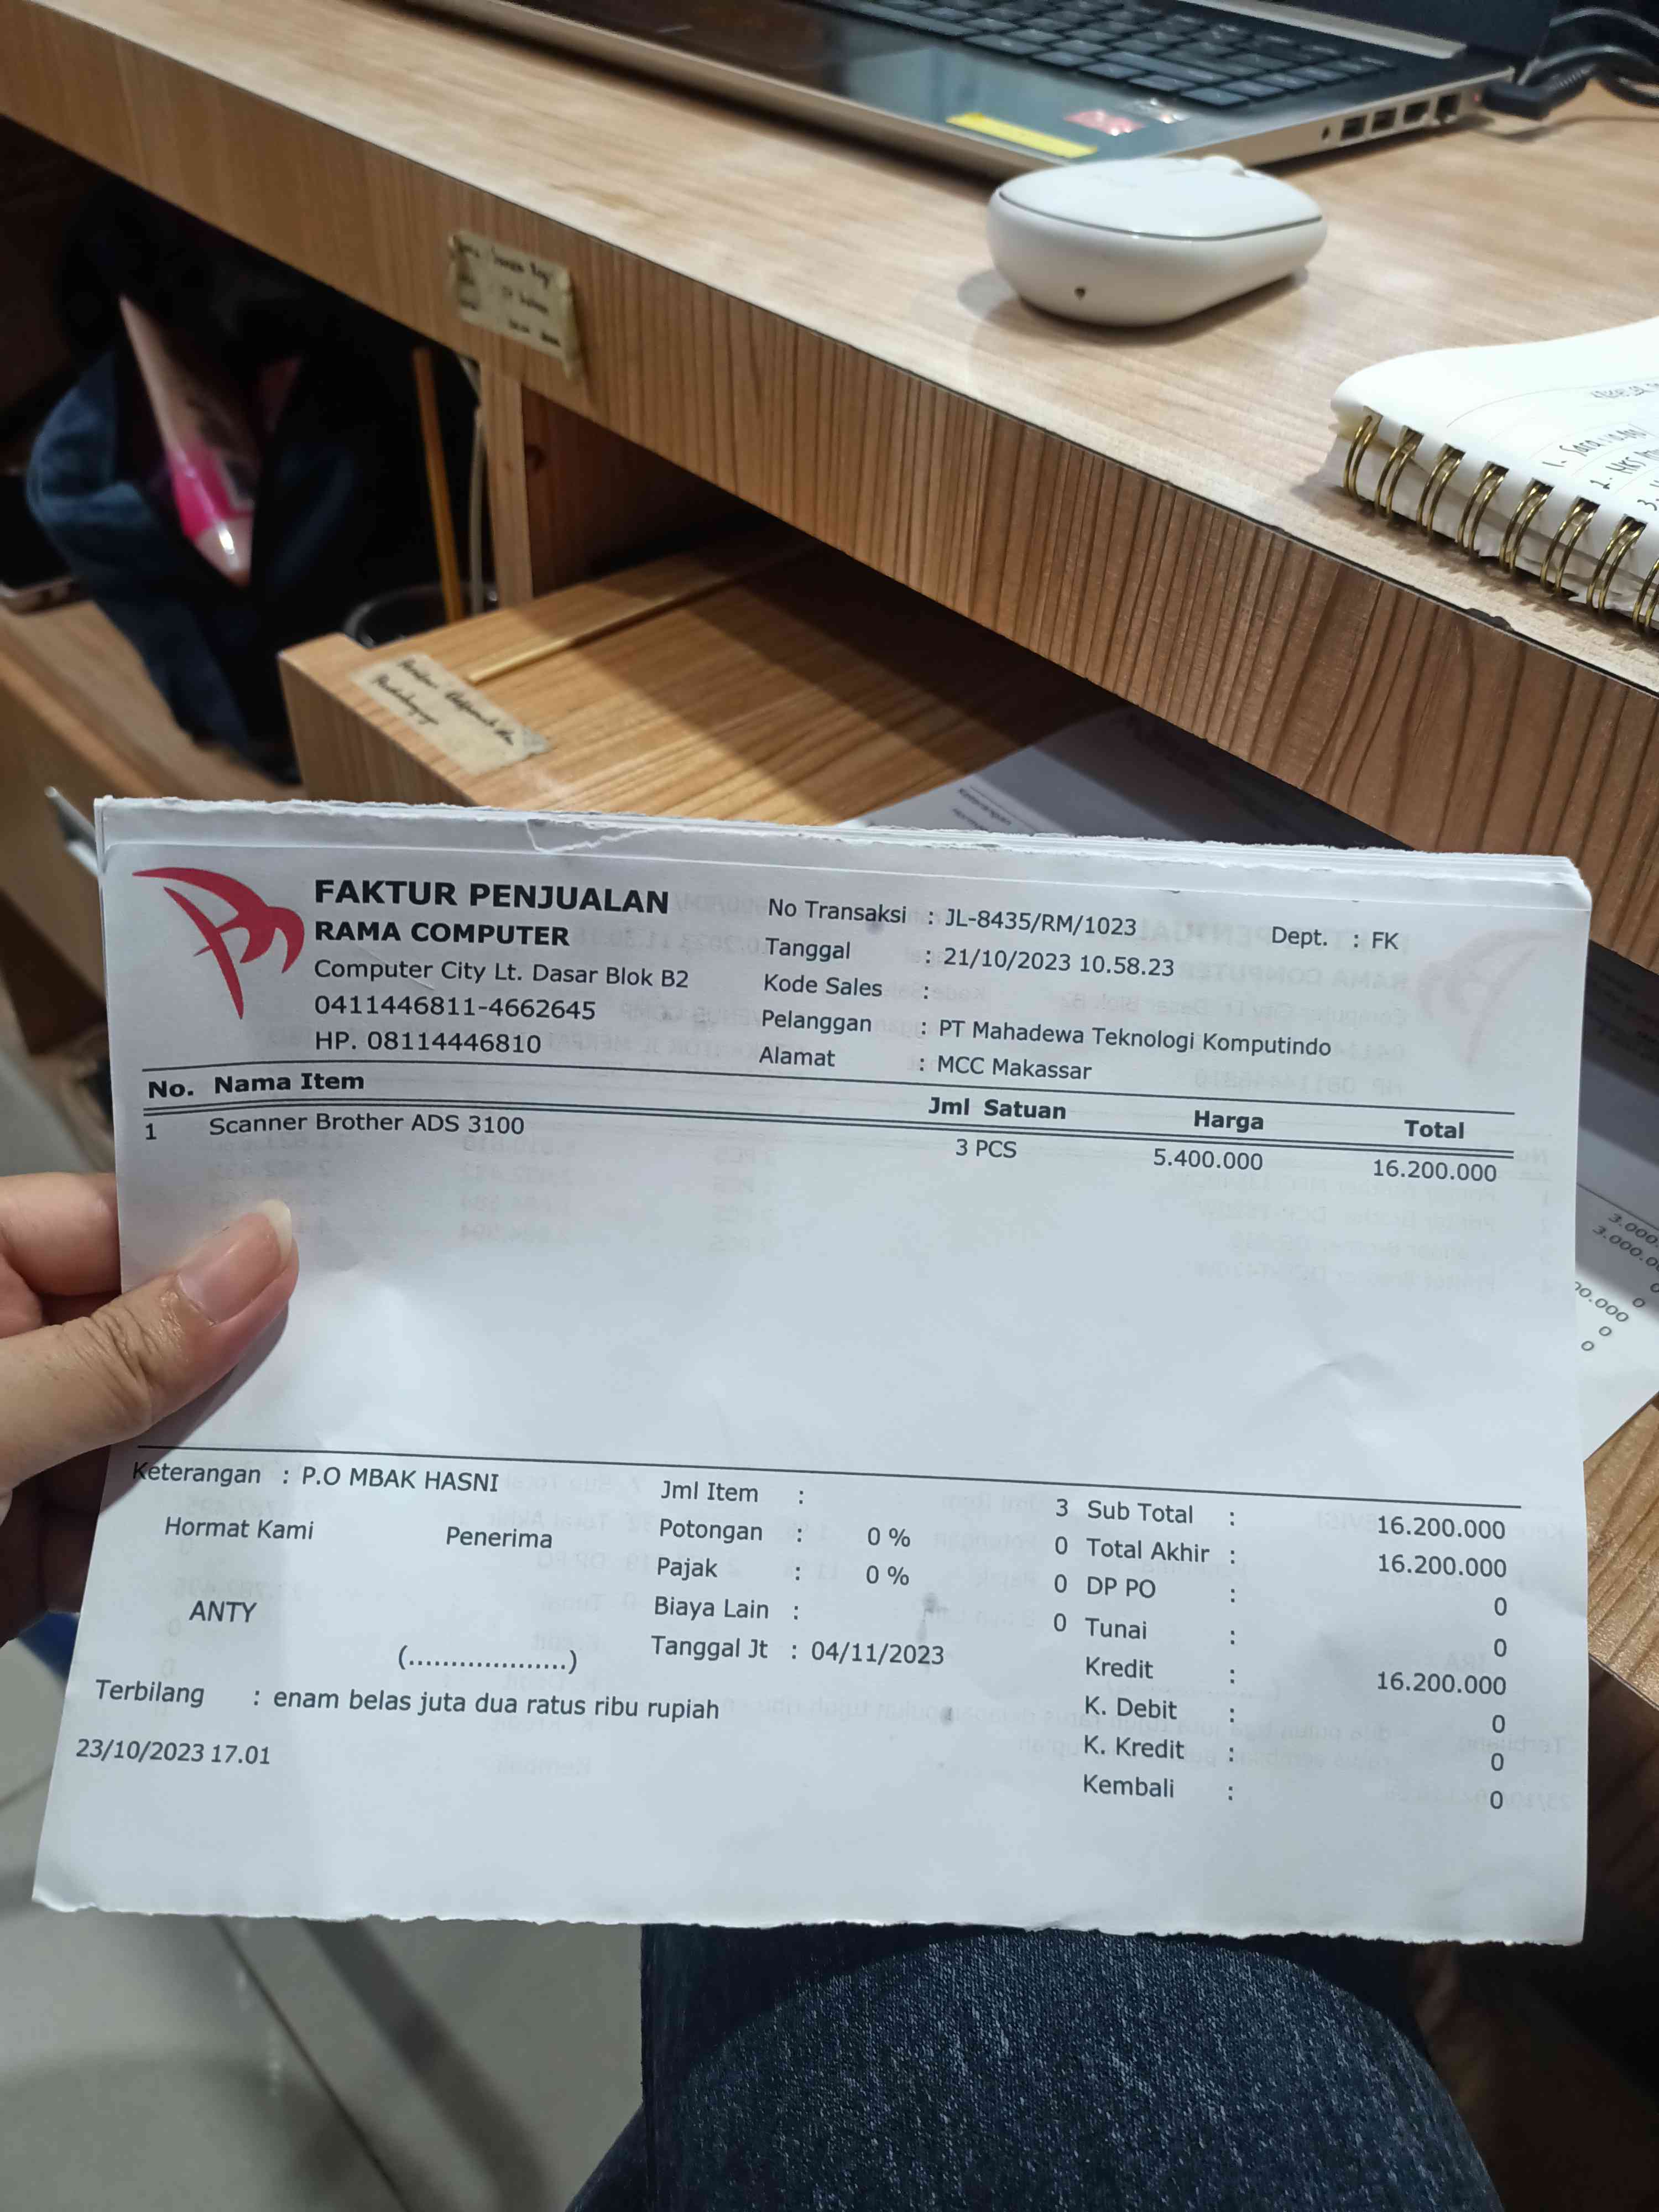 FAKTUR PENJUALAN
RAMA COMPUTER
Computer City Lt. Dasar Blok B2
0411446811-4662645
HP. 08114446810
No Transaksi : JL-8435/RM/1023
Dept. : FK
Tanggal : 21/10/2023 10.58.23
Kode Sales :
Pelanggan : PT Mahadewa Teknologi Komputindo
Alamat : MCC Makassar
No. Nama Item Jml Satuan Harga Total
1 Scanner Brother ADS 3100 3 PCS 5.400.000 16.200.000
Keterangan : P.O MBAK HASNI
Hormat Kami Penerima
ANTY
(...................)
Jml Item : 3
Potongan : 0 % 0
Pajak : 0 % 0
Biaya Lain : 0
Tanggal Jt : 04/11/2023
Sub Total : 16.200.000
Total Akhir : 16.200.000
DP PO : 0
Tunai : 0
Kredit : 16.200.000
K. Debit : 0
K. Kredit : 0
Kembali : 0
Terbilang : enam belas juta dua ratus ribu rupiah
23/10/2023 17.01